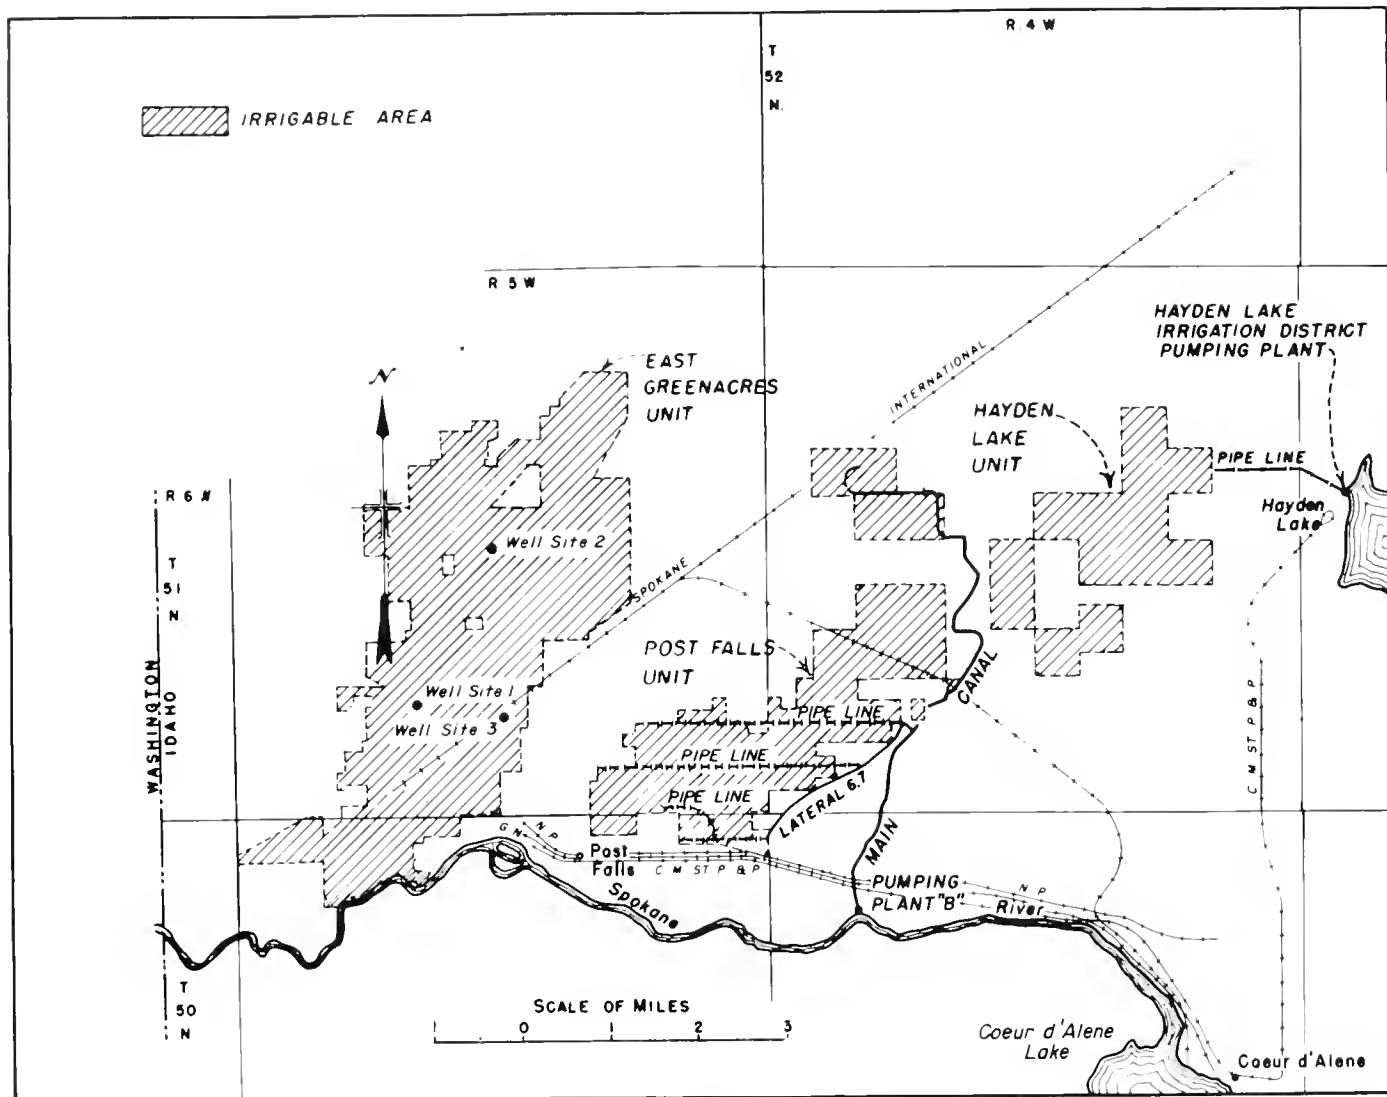 R 4 W
T
52
N.
IRRIGABLE AREA
R 5 W
HAYDEN LAKE
IRRIGATION DISTRICT
PUMPING PLANT
EAST
GREENACRES
UNIT
N
INTERNATIONAL
HAYDEN
LAKE
UNIT
PIPE LINE
R 6 W
Hayden
Lake
Well Site 2
T
51
N
SPOKANE
POST FALLS
UNIT
WASHINGTON
IDAHO
CANAL
C M ST P & P
Well Site 1
Well Site 3
PIPE LINE
PIPE LINE
PIPE LINE
LATERAL 6.7
MAIN
G N
N P
Post
Falls
C M ST P & P
PUMPING
PLANT "B"
N P
River
Spokane
T
50
N
SCALE OF MILES
1 0 1 2 3
Coeur d'Alene
Lake
Coeur d'Alene